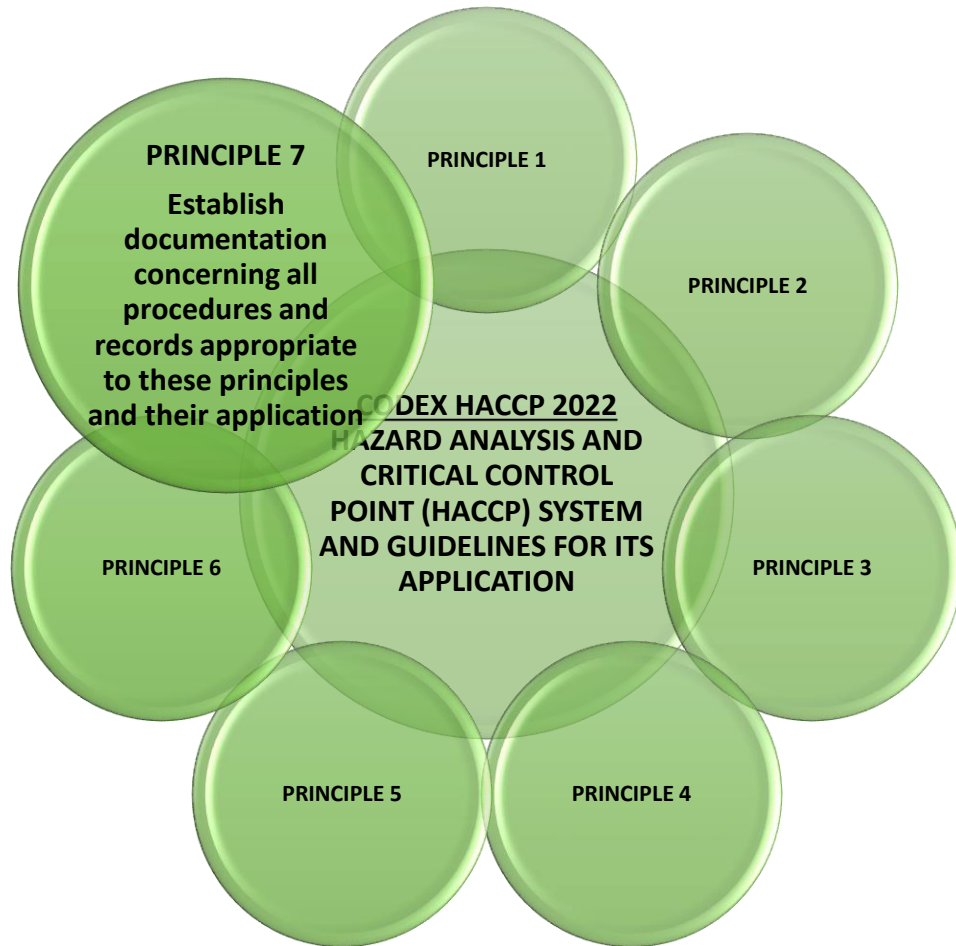 PRINCIPLE 7
Establish
documentation
concerning all
procedures and
records appropriate
to these principles
and their application
PRINCIPLE 1
PRINCIPLE 2
PRINCIPLE 3
PRINCIPLE 4
PRINCIPLE 5
PRINCIPLE 6
CODEX HACCP 2022
HAZARD ANALYSIS AND
CRITICAL CONTROL
POINT (HACCP) SYSTEM
AND GUIDELINES FOR ITS
APPLICATION